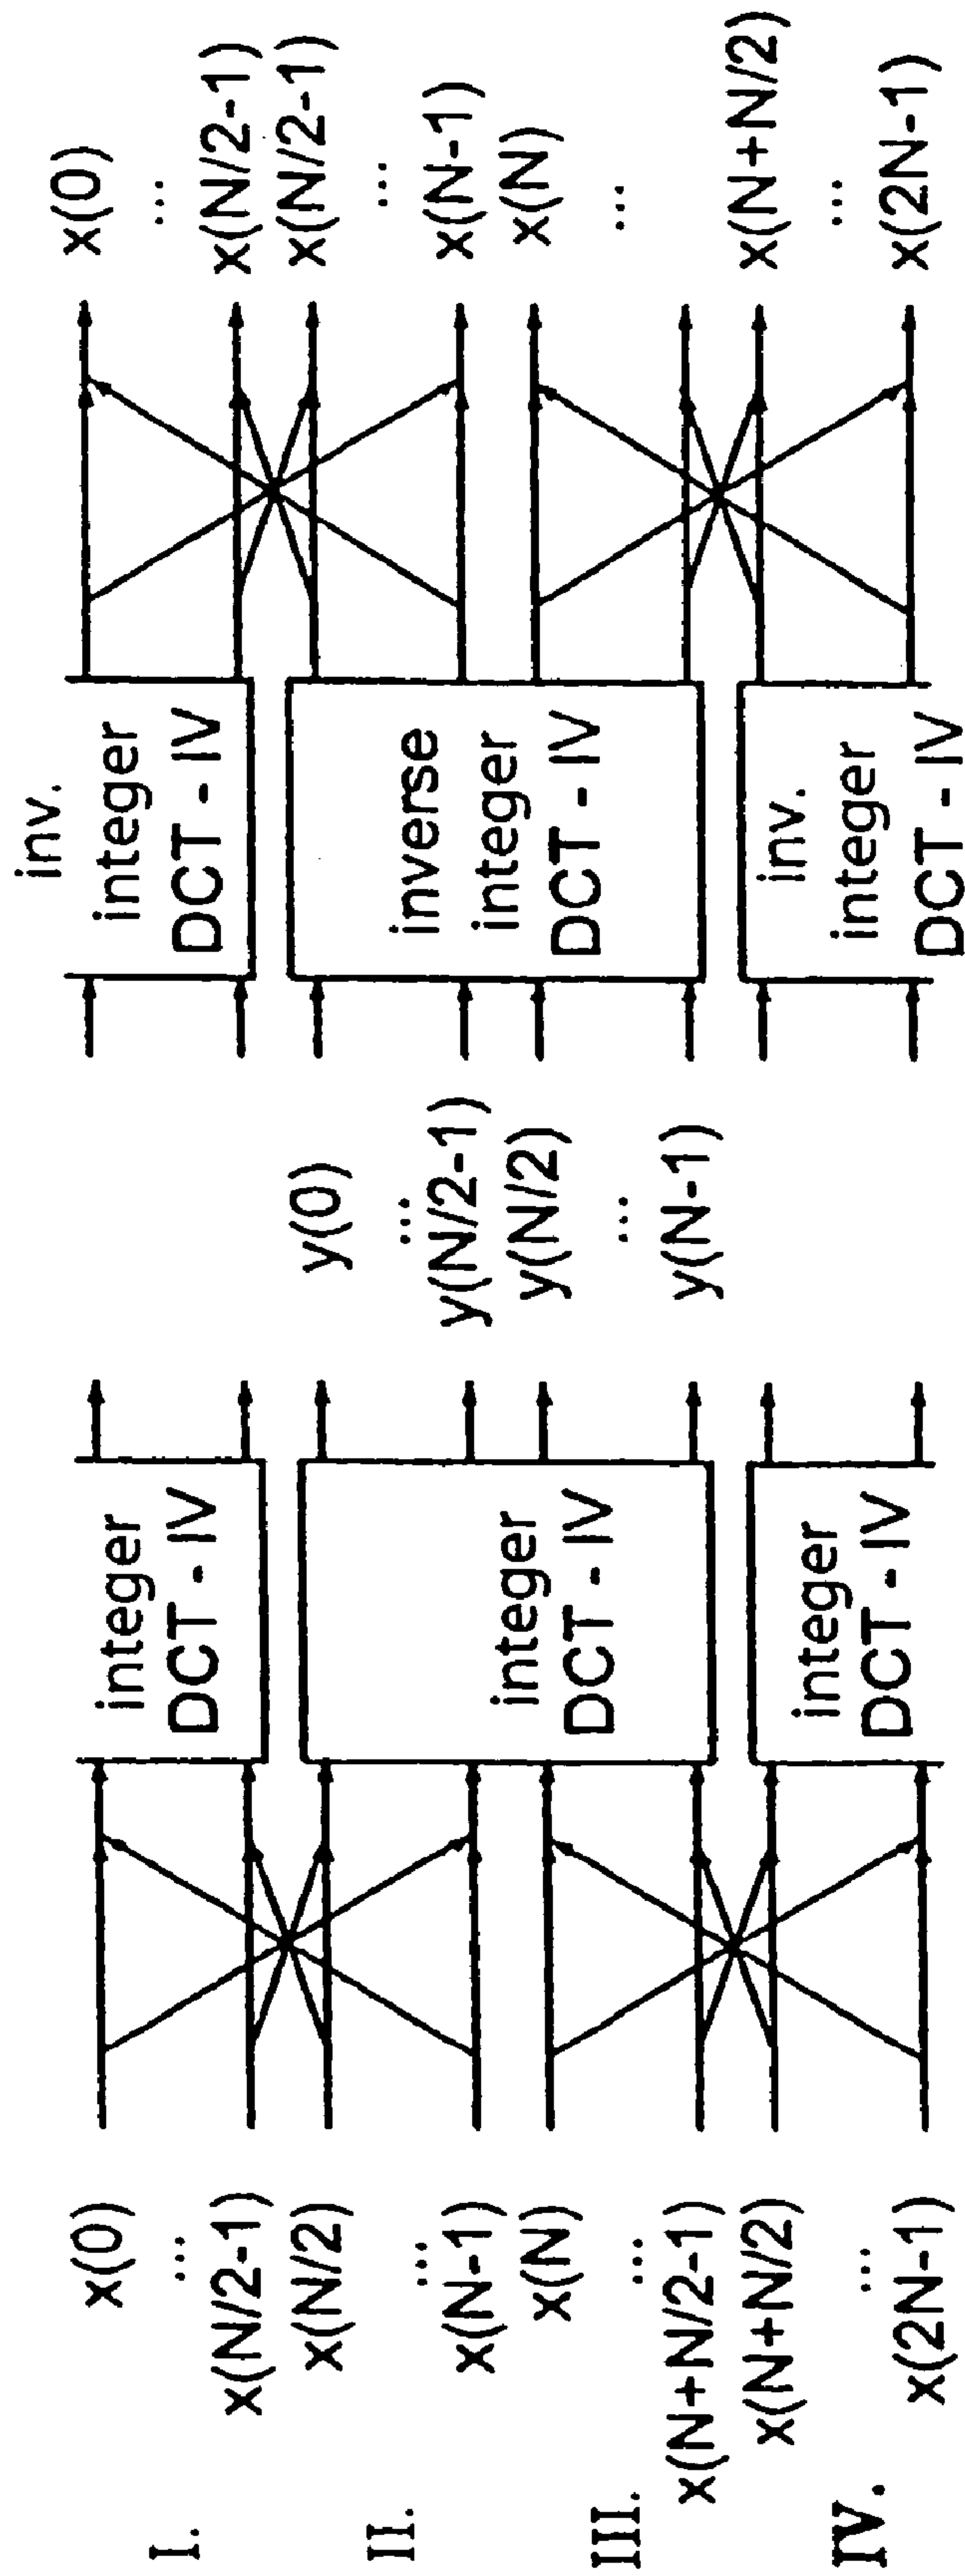 I.
II.
III.
IV.
x(0)
...
x(N/2-1)
x(N/2)
...
x(N-1)
x(N)
...
x(N+N/2-1)
x(N+N/2)
...
x(2N-1)
integer
DCT - IV
integer
DCT - IV
integer
DCT - IV
y(0)
...
y(N/2-1)
y(N/2)
...
y(N-1)
inv.
integer
DCT - IV
inverse
integer
DCT - IV
inv.
integer
DCT - IV
x(0)
...
x(N/2-1)
x(N/2-1)
...
x(N-1)
x(N)
...
x(N+N/2)
...
x(2N-1)